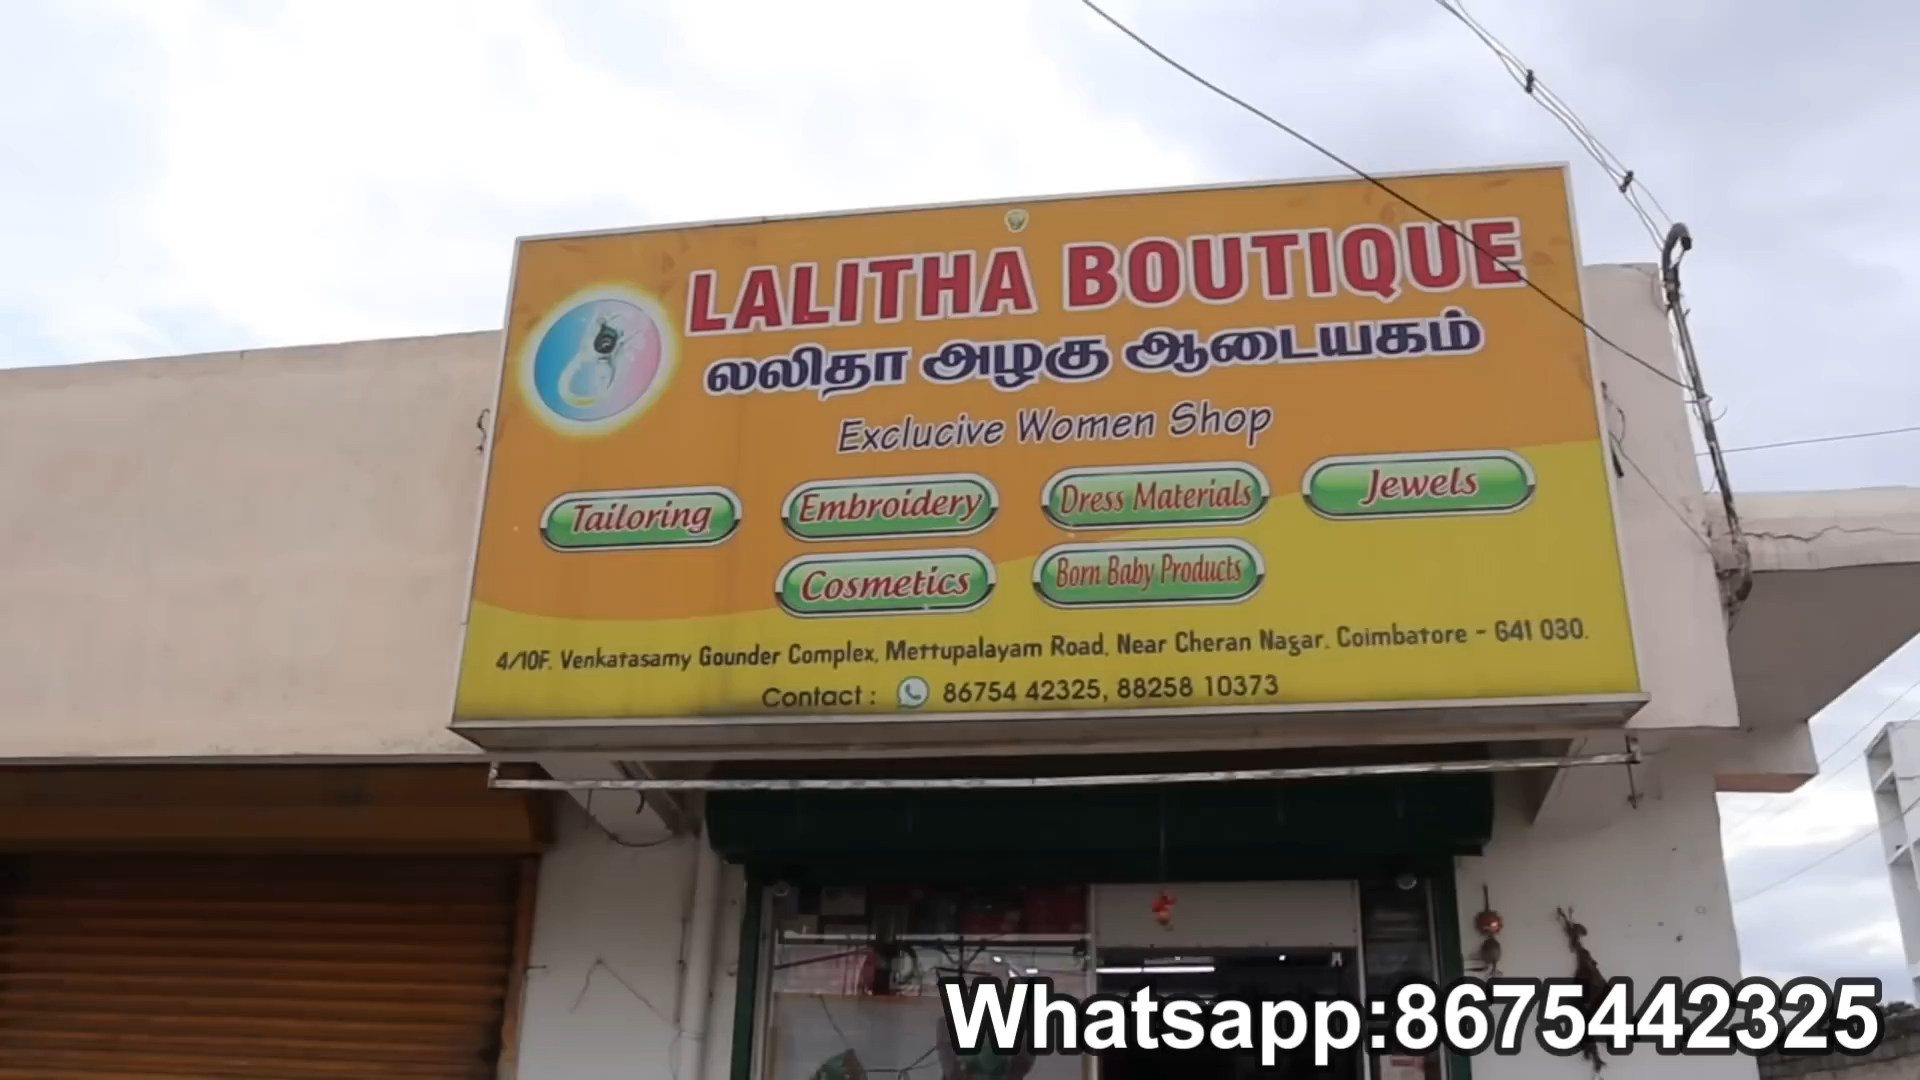 LALITHA BOUTIQUE
லலிதா அழகு ஆடையகம்
Exclucive Women Shop
Tailoring Embroidery Dress Materials Jewels
Cosmetics Born Baby Products
4/10F. Venkatasamy Gounder Complex, Mettupalayam Road, Near Cheran Nagar. Coimbatore - 641 030.
Contact : 86754 42325, 88258 10373
Whatsapp:8675442325